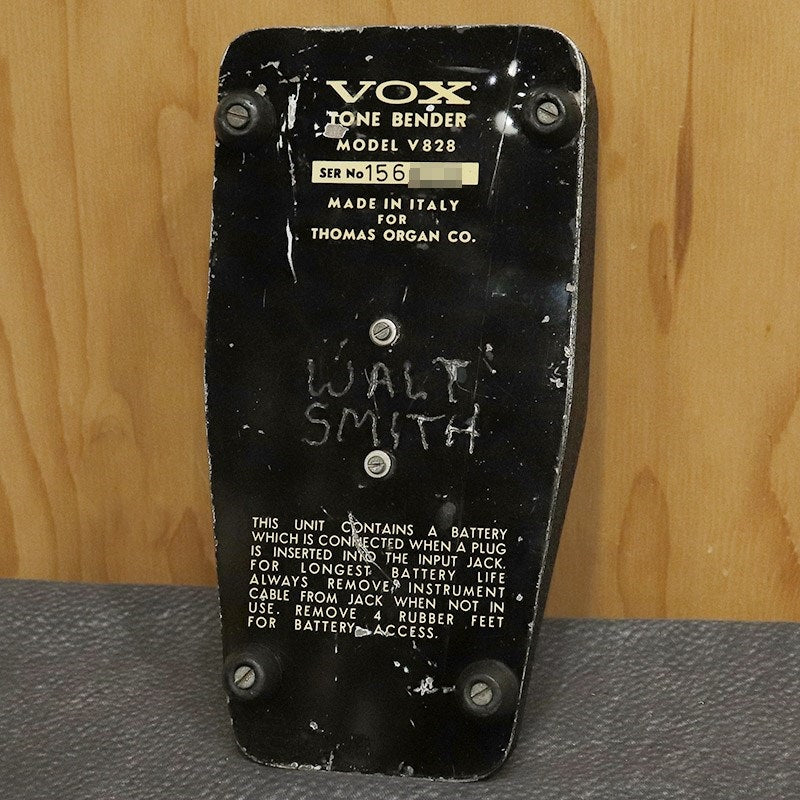 VOX
TONE BENDER
MODEL V828
SER No 156
MADE IN ITALY
FOR
THOMAS ORGAN CO.
WALT
SMITH
THIS UNIT CONTAINS A BATTERY
WHICH IS CONNECTED WHEN A PLUG
IS INSERTED INTO THE INPUT JACK.
FOR LONGEST BATTERY LIFE
ALWAYS REMOVE INSTRUMENT
CABLE FROM JACK WHEN NOT IN
USE. REMOVE 4 RUBBER FEET
FOR BATTERY ACCESS.